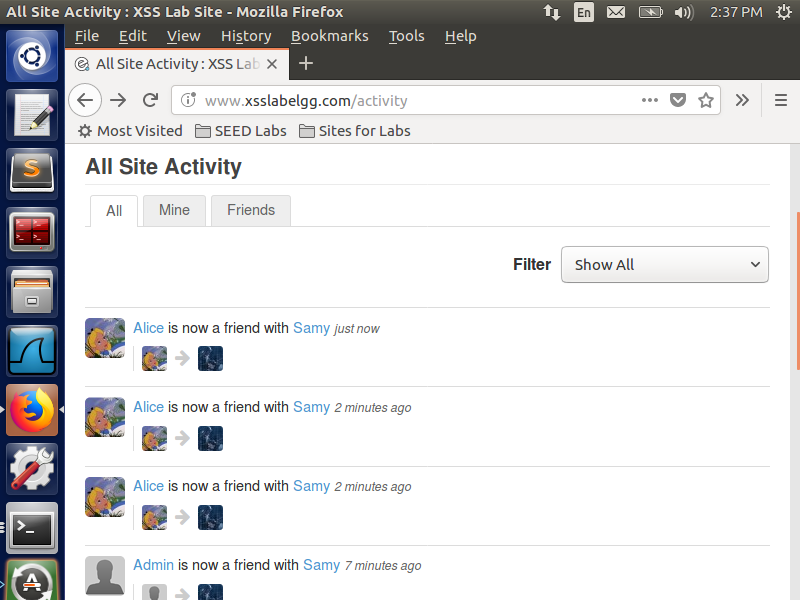 All Site Activity : XSS Lab Site - Mozilla Firefox
En
2:37 PM
File Edit View History Bookmarks Tools Help
All Site Activity : XSS Lab
www.xsslabelgg.com/activity
Most Visited SEED Labs Sites for Labs
All Site Activity
All Mine Friends
Filter Show All
Alice is now a friend with Samy just now
Alice is now a friend with Samy 2 minutes ago
Alice is now a friend with Samy 2 minutes ago
Admin is now a friend with Samy 7 minutes ago